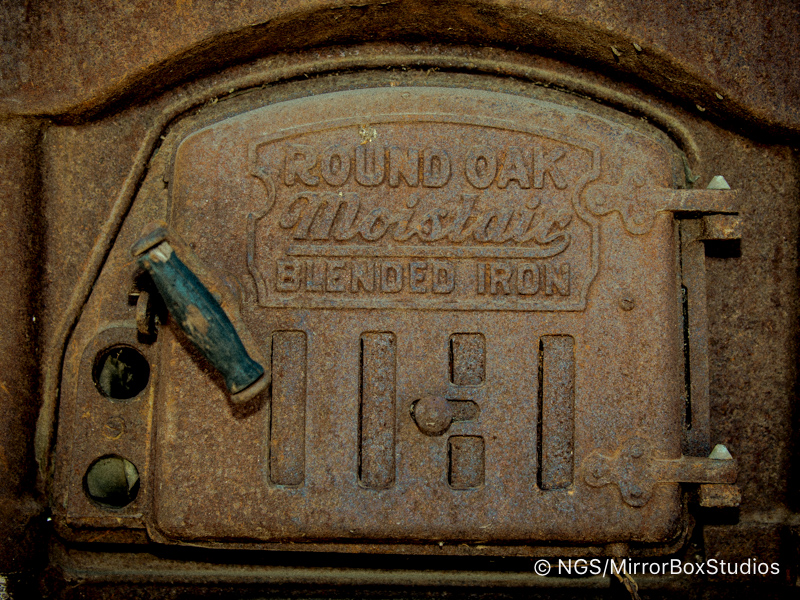 ROUND OAK
Moistair
BLENDED IRON
© NGS/MirrorBoxStudios